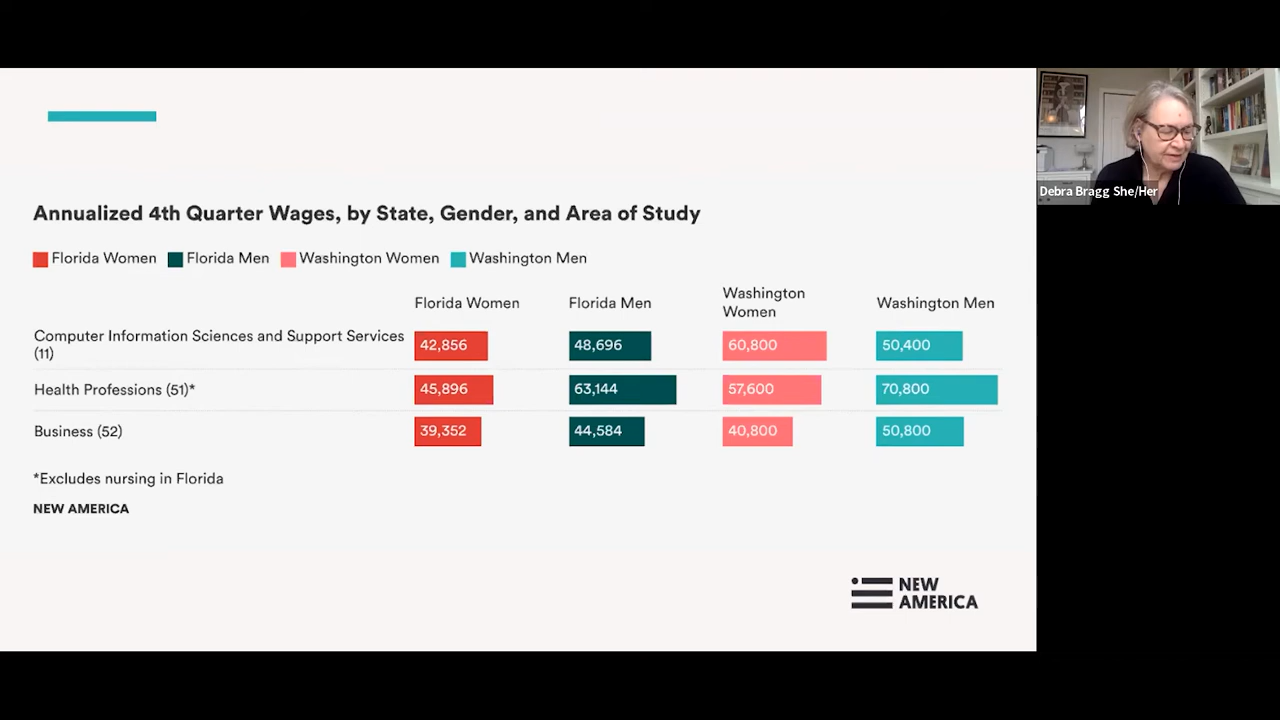 Annualized 4th Quarter Wages, by State, Gender, and Area of Study
Florida Women Florida Men Washington Women Washington Men
Florida Women Florida Men Washington Women Washington Men
Computer Information Sciences and Support Services (11) 42,856 48,696 60,800 50,400
Health Professions (51)* 45,896 63,144 57,600 70,800
Business (52) 39,352 44,584 40,800 50,800
*Excludes nursing in Florida
NEW AMERICA
NEW
AMERICA
Debra Bragg She/Her